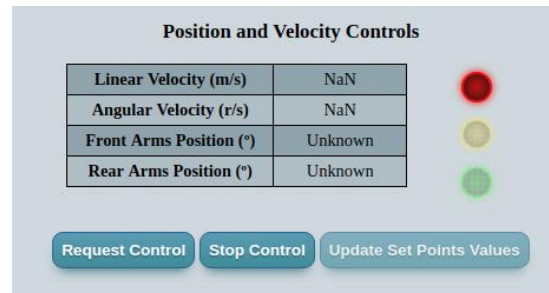 Position and Velocity Controls
Linear Velocity (m/s) NaN
Angular Velocity (r/s) NaN
Front Arms Position (º) Unknown
Rear Arms Position (º) Unknown
Request Control Stop Control Update Set Points Values